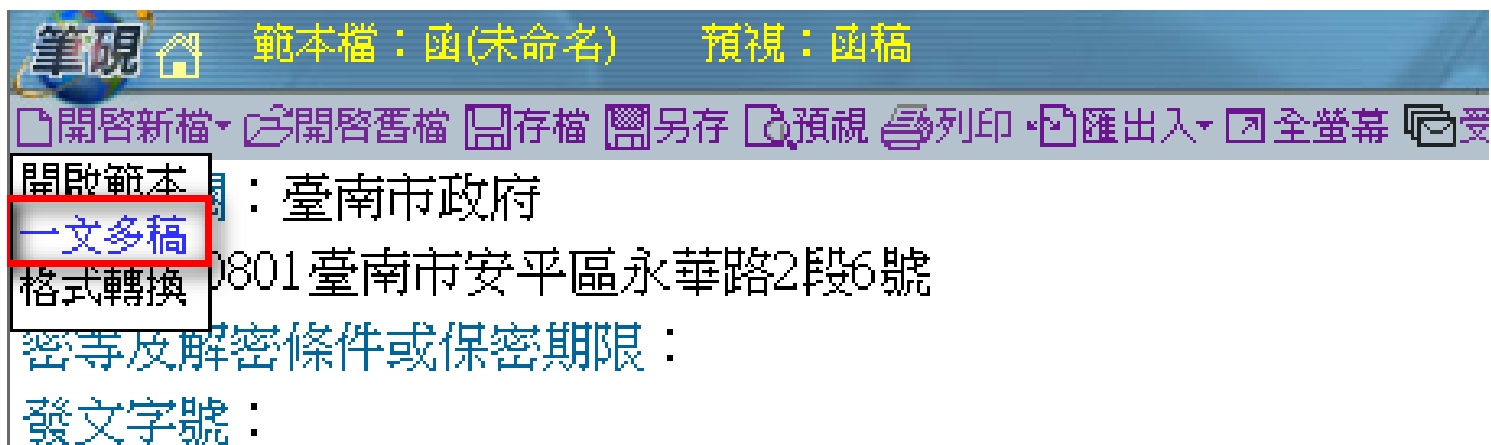 筆硯 範本檔：函(未命名) 預視：函稿
開啓新檔 開啓舊檔 存檔 另存 預視 列印 匯出入 全螢幕 受
開啟範本
：臺南市政府
一文多稿
0801臺南市安平區永華路2段6號
格式轉換
密等及解密條件或保密期限：
發文字號：